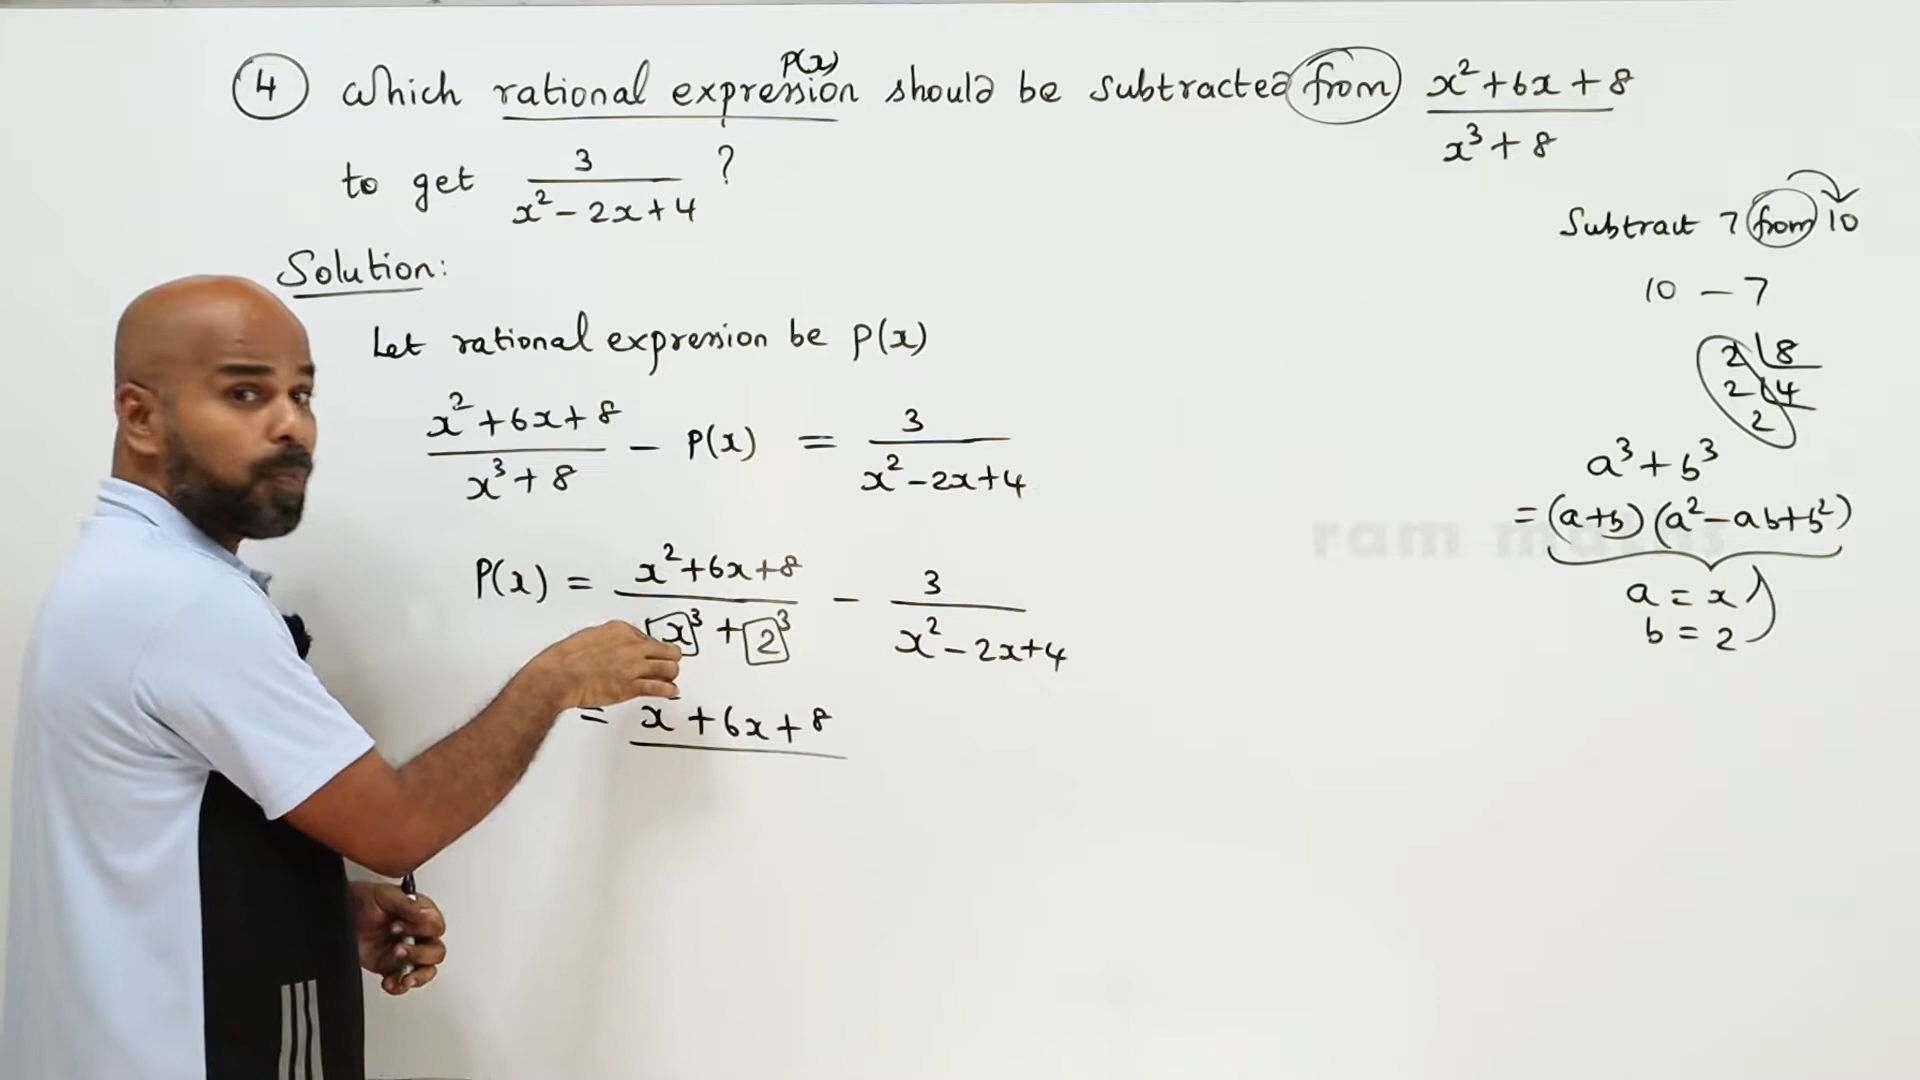 4 Which rational expression should be subtracted from x²+6x+8 / x³+8
P(x)
to get 3 / x²-2x+4 ?
Solution:
Let rational expression be P(x)
x²+6x+8 / x³+8 - P(x) = 3 / x²-2x+4
P(x) = x²+6x+8 / x³+2³ - 3 / x²-2x+4
= x²+6x+8
Subtract 7 from 10
10 - 7
2 8
2 4
2
a³+b³
=(a+b)(a²-ab+b²)
a = x
b = 2
ram maths